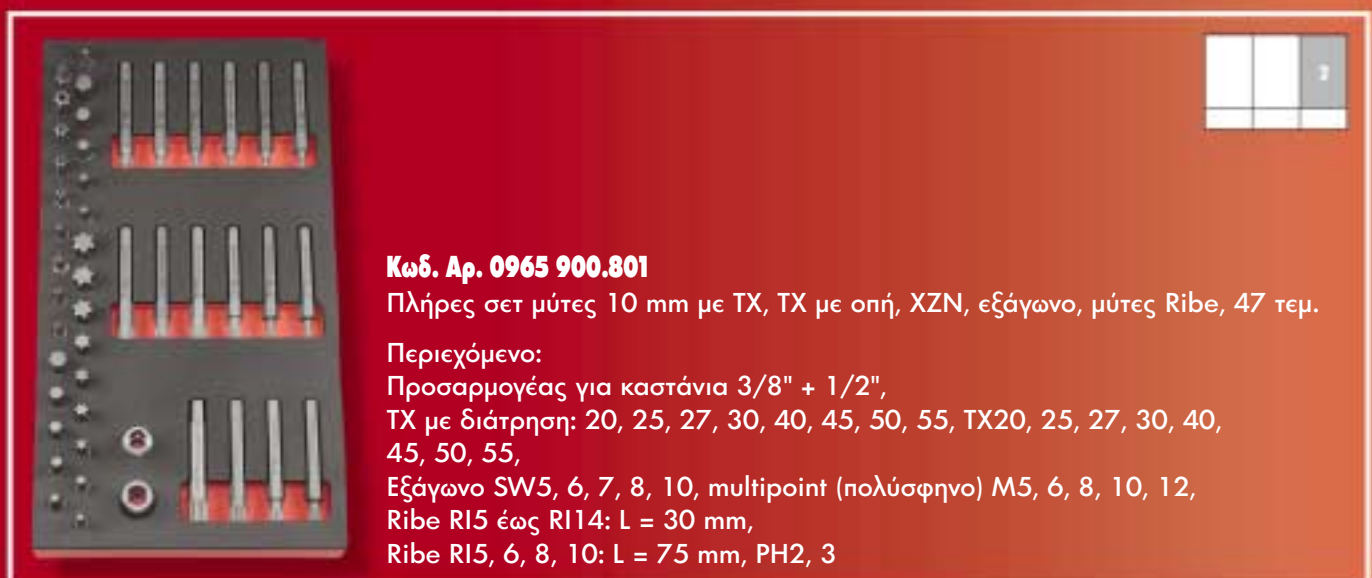 Κωδ. Αρ. 0965 900.801
Πλήρες σετ μύτες 10 mm με TX, TX με οπή, XZN, εξάγωνο, μύτες Ribe, 47 τεμ.
Περιεχόμενο:
Προσαρμογέας για καστάνια 3/8" + 1/2",
TX με διάτρηση: 20, 25, 27, 30, 40, 45, 50, 55, TX20, 25, 27, 30, 40,
45, 50, 55,
Εξάγωνο SW5, 6, 7, 8, 10, multipoint (πολύσφηνο) M5, 6, 8, 10, 12,
Ribe RI5 έως RI14: L = 30 mm,
Ribe RI5, 6, 8, 10: L = 75 mm, PH2, 3